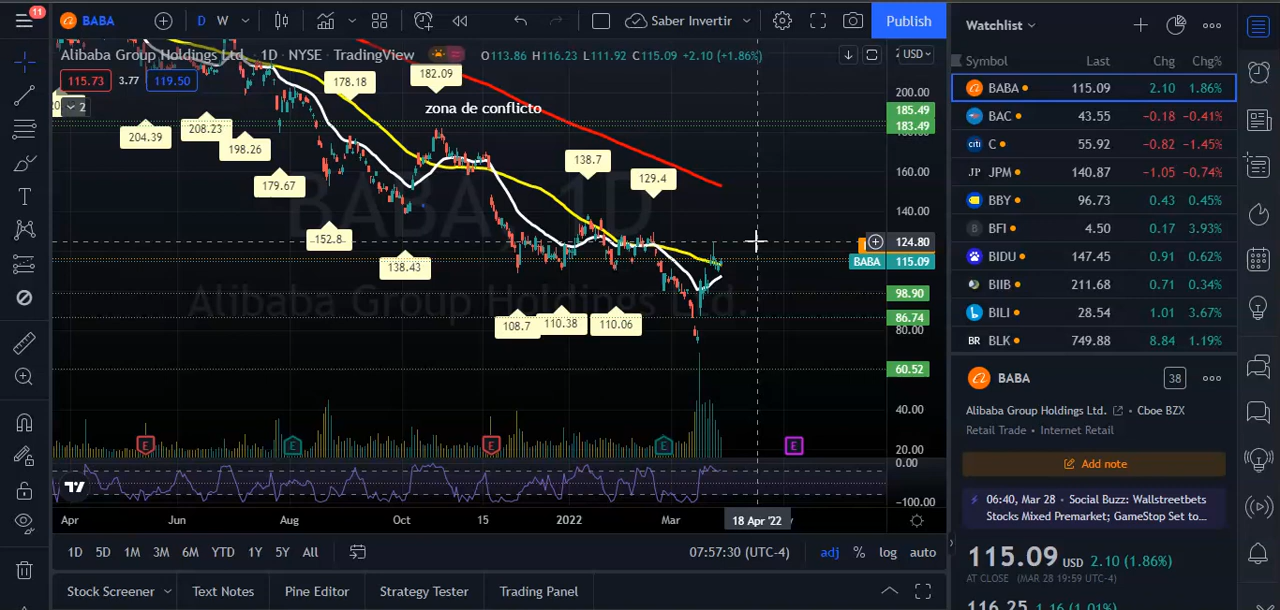 11
BABA
D W
Saber Invertir
Publish
Alibaba Group Holdings Ltd. · 1D · NYSE · TradingView
O113.86 H116.23 L111.92 C115.09 +2.10 (+1.86%)
USD
115.73 3.77 119.50
2
BABA, 1D
Alibaba Group Holdings Ltd.
178.18
182.09
zona de conflicto
204.39
208.23
198.26
179.67
152.8
138.43
138.7
129.4
108.7
110.38
110.06
200.00
185.49
183.49
160.00
140.00
124.80
BABA 115.09
98.90
86.74
80.00
60.52
40.00
20.00
0.00
-100.00
E
E
E
E
E
Apr Jun Aug Oct 15 2022 Mar 18 Apr '22
1D 5D 1M 3M 6M YTD 1Y 5Y All
07:57:30 (UTC-4) adj % log auto
Stock Screener Text Notes Pine Editor Strategy Tester Trading Panel
Watchlist
Symbol Last Chg Chg%
BABA 115.09 2.10 1.86%
BAC 43.55 −0.18 −0.41%
citi C 55.92 −0.82 −1.45%
JP JPM 140.87 −1.05 −0.74%
BBY 96.73 0.43 0.45%
BFI 4.50 0.17 3.93%
BIDU 147.45 0.91 0.62%
BIIB 211.68 0.71 0.34%
BILI 28.54 1.01 3.67%
BR BLK 749.88 8.84 1.19%
BABA 38
Alibaba Group Holdings Ltd. · Cboe BZX
Retail Trade · Internet Retail
Add note
06:40, Mar 28 · Social Buzz: Wallstreetbets
Stocks Mixed Premarket; GameStop Set to...
115.09 USD 2.10 (1.86%)
AT CLOSE (MAR 28 19:59 UTC-4)
116.25 1.16 (1.01%)